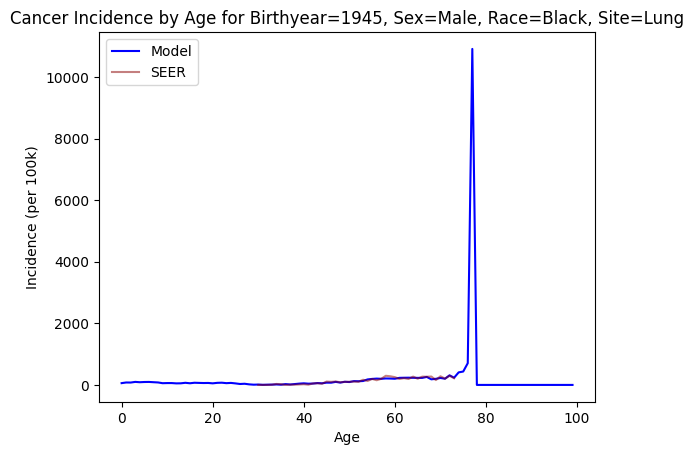 Cancer Incidence by Age for Birthyear=1945, Sex=Male, Race=Black, Site=Lung
Model
SEER
10000
8000
6000
4000
2000
0
Incidence (per 100k)
0 20 40 60 80 100
Age